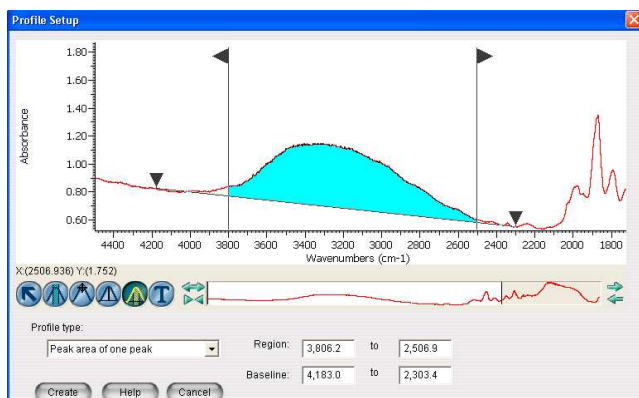 Profile Setup
1.80
1.60
1.40
1.20
1.00
0.80
0.60
Absorbance
4400 4200 4000 3800 3600 3400 3200 3000 2800 2600 2400 2200 2000 1800
Wavenumbers (cm-1)
X:(2506.936) Y:(1.752)
T
Profile type:
Peak area of one peak
Region: 3,806.2 to 2,506.9
Baseline: 4,183.0 to 2,303.4
Create Help Cancel